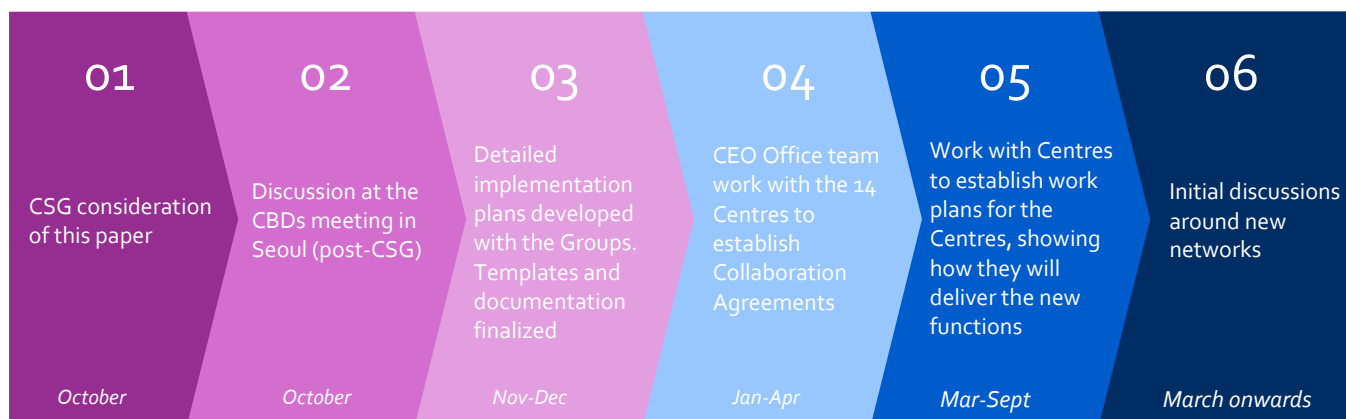 01
CSG consideration
of this paper
October
02
Discussion at the
CBDs meeting in
Seoul (post-CSG)
October
03
Detailed
implementation
plans developed
with the Groups.
Templates and
documentation
finalized
Nov-Dec
04
CEO Office team
work with the 14
Centres to
establish
Collaboration
Agreements
Jan-Apr
05
Work with Centres
to establish work
plans for the
Centres, showing
how they will
deliver the new
functions
Mar-Sept
06
Initial discussions
around new
networks
March onwards